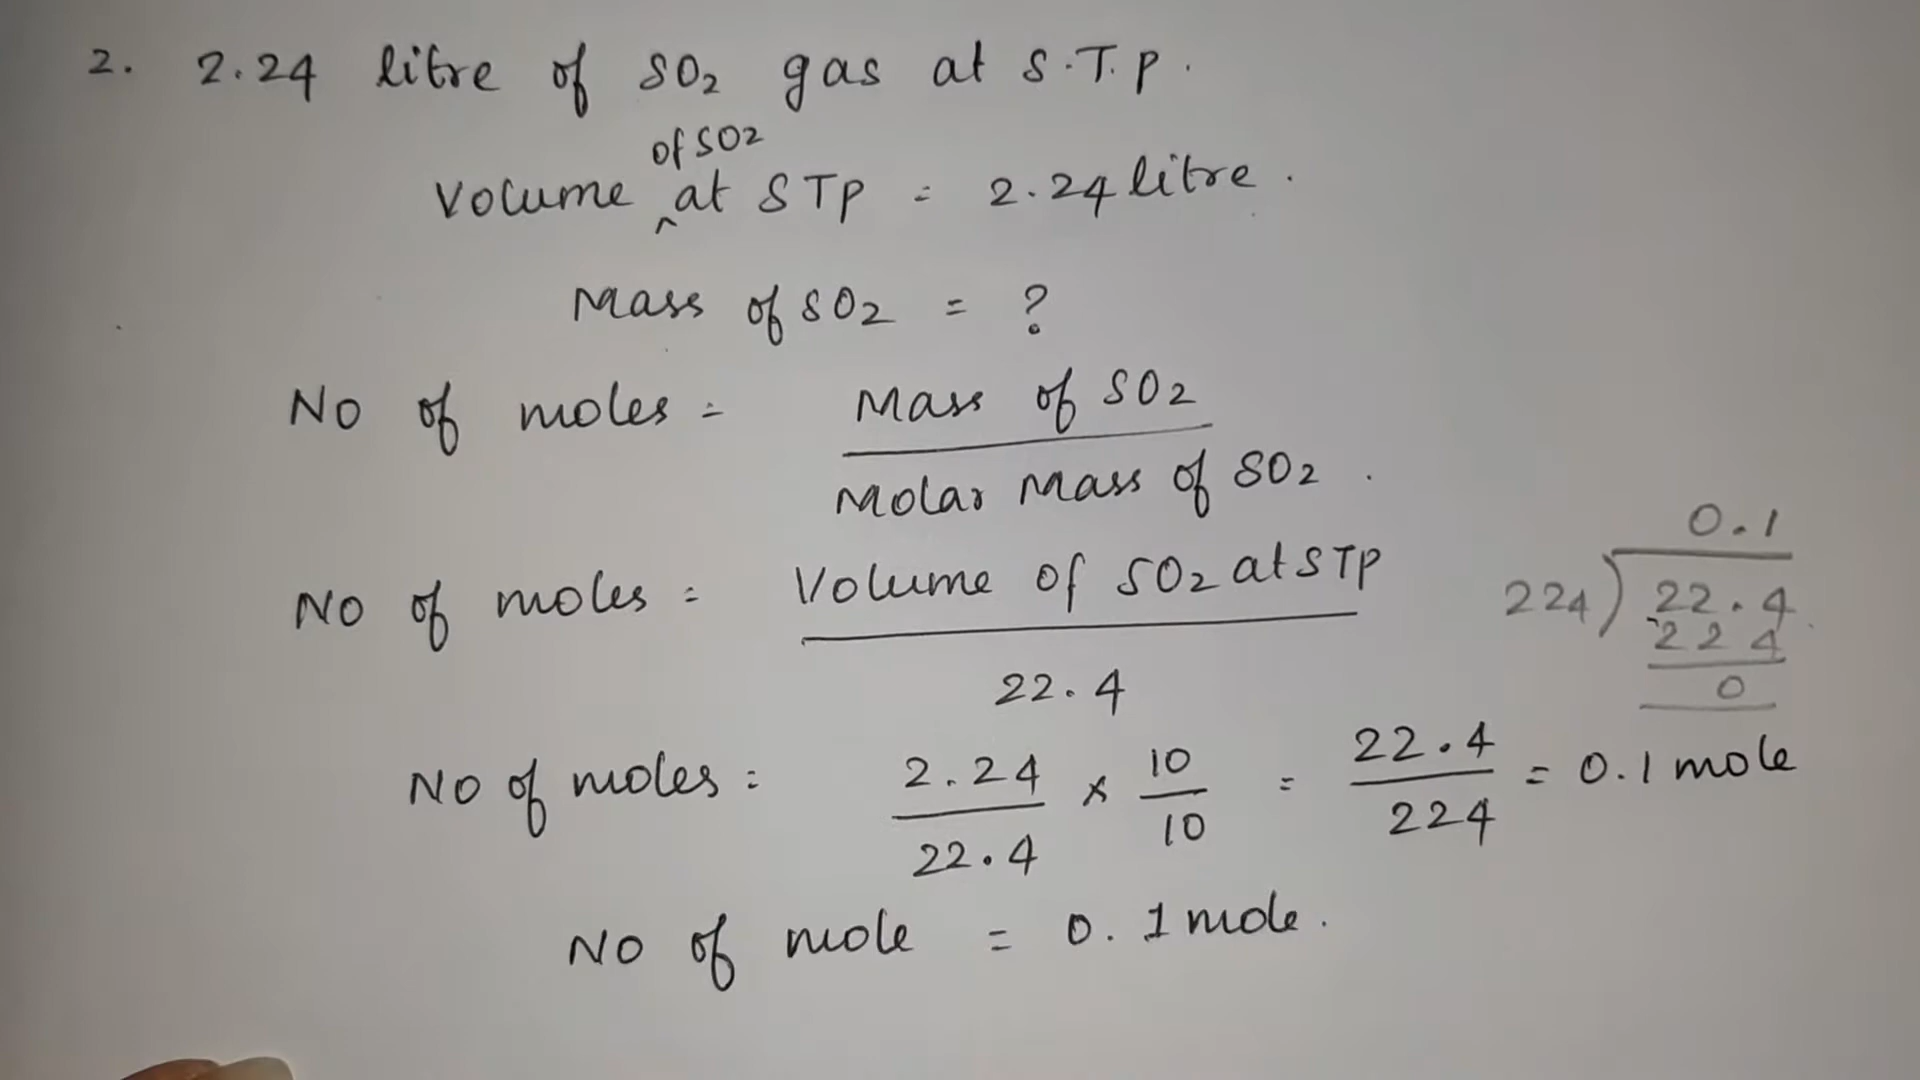 2. 2.24 litre of SO2 gas at S.T.P.
of SO2
Volume ^ at STP = 2.24 litre.
Mass of SO2 = ?
No of moles = Mass of SO2
Molar Mass of SO2.
No of moles = Volume of SO2 at STP
22.4
0.1
224) 22.4
224
0
No of moles = 2.24 × 10 = 22.4 = 0.1 mole
22.4 10 224
No of mole = 0.1 mole.